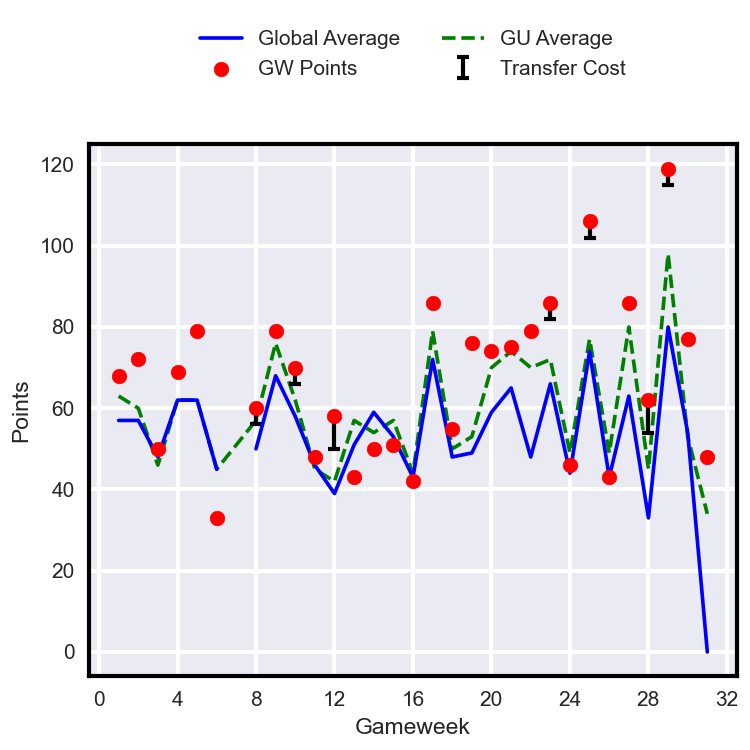 Global Average
GU Average
GW Points
Transfer Cost
120
100
80
60
40
20
0
Points
0 4 8 12 16 20 24 28 32
Gameweek